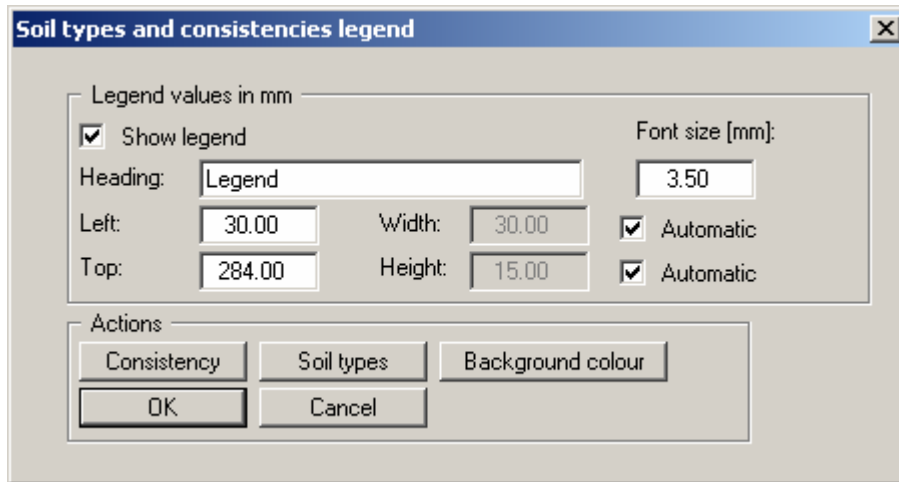 Soil types and consistencies legend
Legend values in mm
Show legend
Font size [mm]:
Heading: Legend 3.50
Left: 30.00 Width: 30.00 Automatic
Top: 284.00 Height: 15.00 Automatic
Actions
Consistency Soil types Background colour
OK Cancel